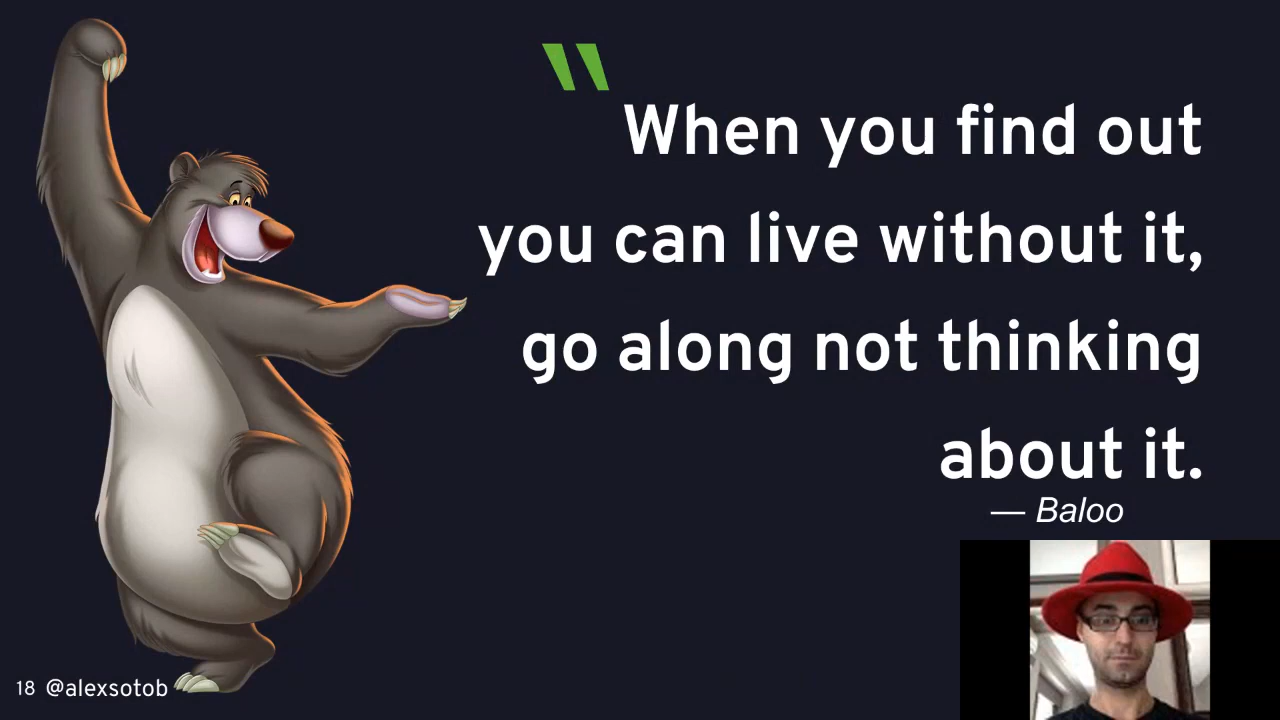 When you find out
you can live without it,
go along not thinking
about it.
— Baloo
18 @alexsotob